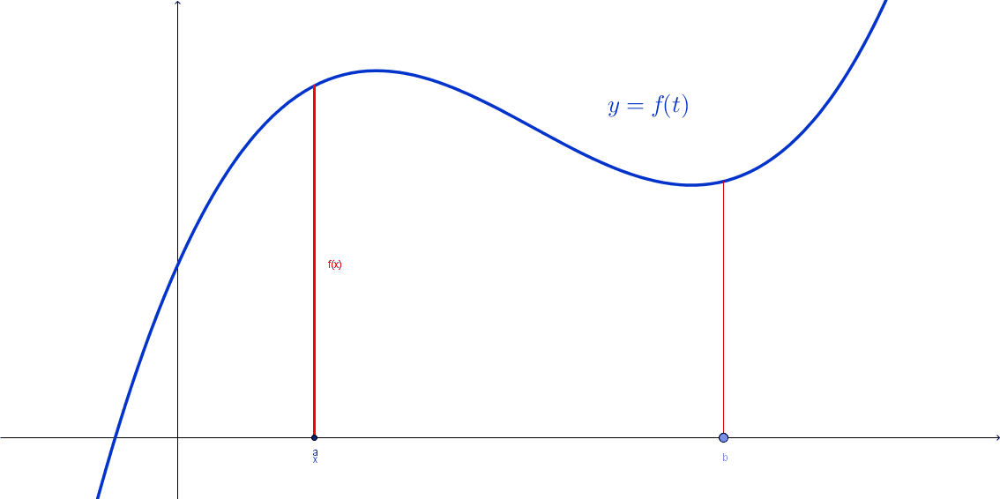 y = f(t)
f(x)
a
x
b